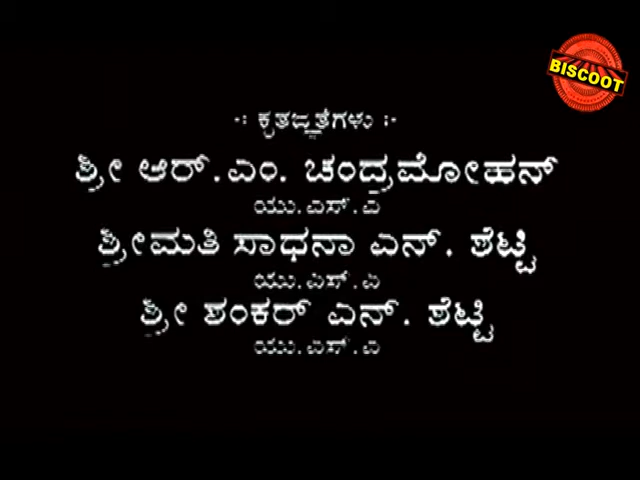 BISCOOT
-: ಕೃತಜ್ಞತೆಗಳು :-
ಶ್ರೀ ಆರ್.ಎಂ. ಚಂದ್ರಮೋಹನ್
ಯು.ಎಸ್.ಎ
ಶ್ರೀಮತಿ ಸಾಧನಾ ಎನ್. ಶೆಟ್ಟಿ
ಯು.ಎಸ್.ಎ
ಶ್ರೀ ಶಂಕರ್ ಎನ್. ಶೆಟ್ಟಿ
ಯು.ಎಸ್.ಎ